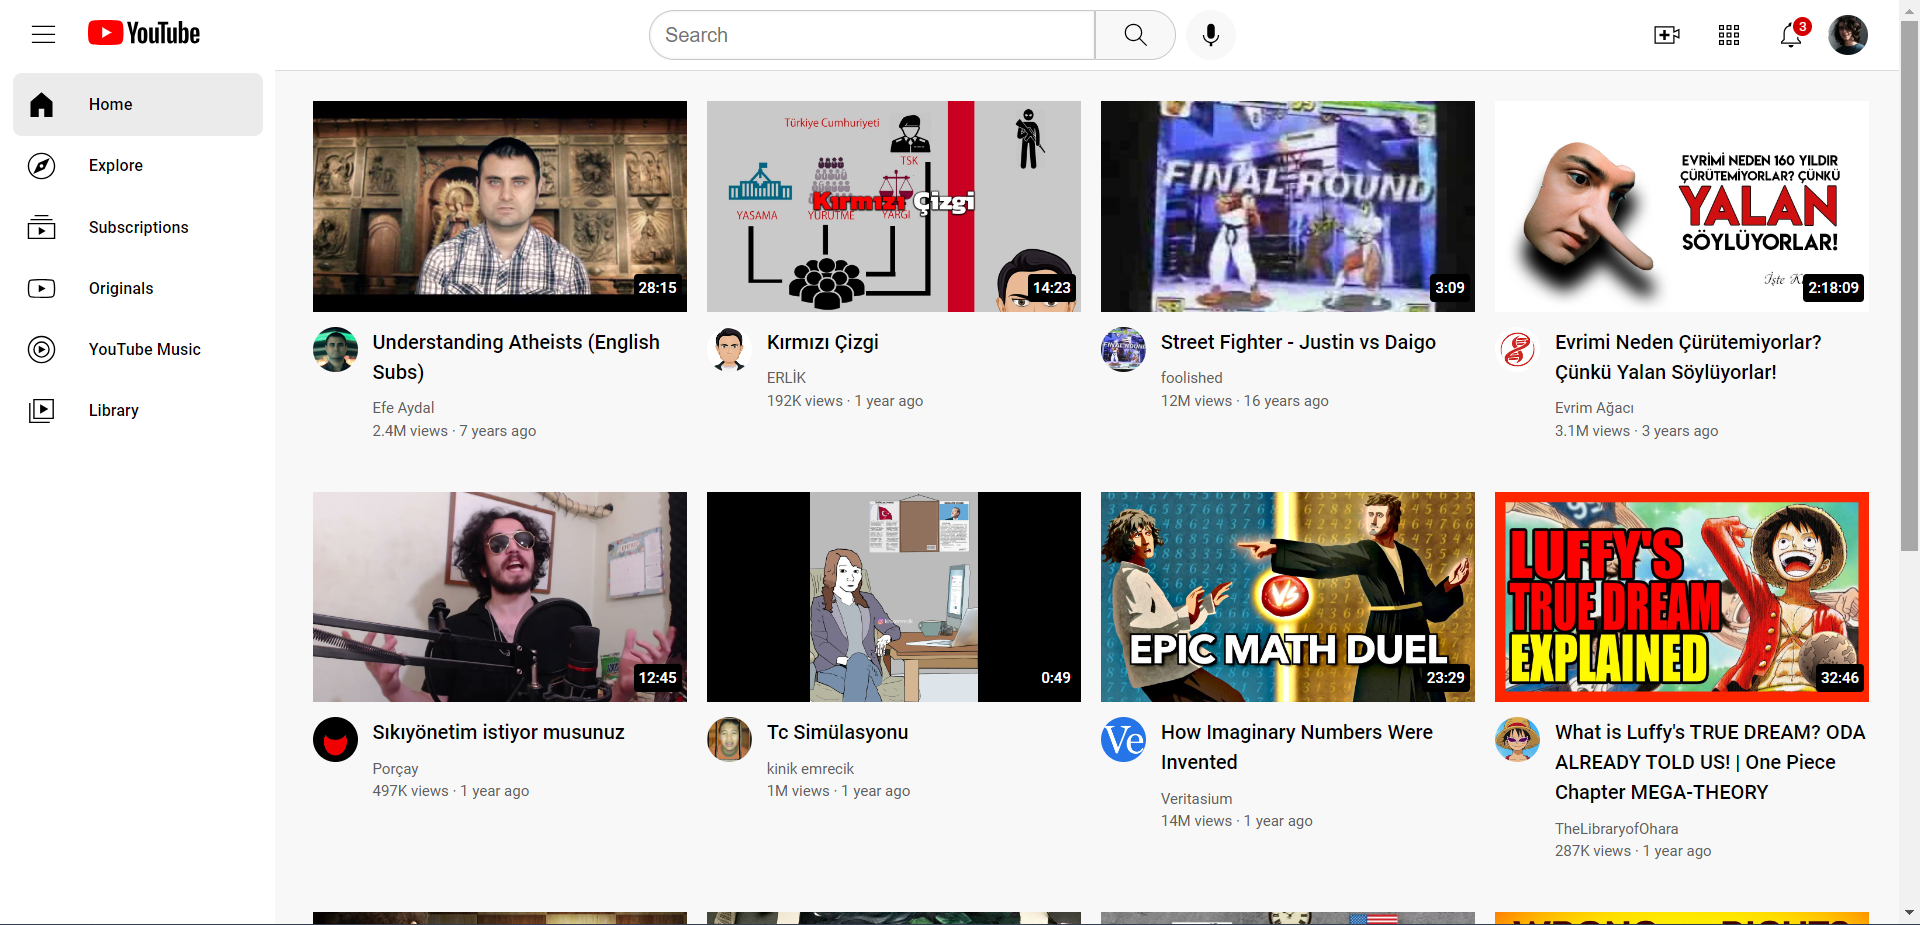 YouTube
Search
3
Home
Explore
Subscriptions
Originals
YouTube Music
Library
28:15
Understanding Atheists (English
Subs)
Efe Aydal
2.4M views · 7 years ago
Türkiye Cumhuriyeti
TSK
YASAMA
YÜRÜTME
YARGI
Kırmızı Çizgi
14:23
Kırmızı Çizgi
ERLİK
192K views · 1 year ago
FINAL ROUND
3:09
Street Fighter - Justin vs Daigo
foolished
12M views · 16 years ago
EVRİMİ NEDEN 160 YILDIR
ÇÜRÜTEMİYORLAR? ÇÜNKÜ
YALAN
SÖYLÜYORLAR!
İşte
2:18:09
Evrimi Neden Çürütemiyorlar?
Çünkü Yalan Söylüyorlar!
Evrim Ağacı
3.1M views · 3 years ago
12:45
Sıkıyönetim istiyor musunuz
Porçay
497K views · 1 year ago
0:49
Tc Simülasyonu
kinik emrecik
1M views · 1 year ago
VS
EPIC MATH DUEL
23:29
Ve
How Imaginary Numbers Were
Invented
Veritasium
14M views · 1 year ago
LUFFY'S
TRUE DREAM
EXPLAINED
32:46
What is Luffy's TRUE DREAM? ODA
ALREADY TOLD US! | One Piece
Chapter MEGA-THEORY
TheLibraryofOhara
287K views · 1 year ago